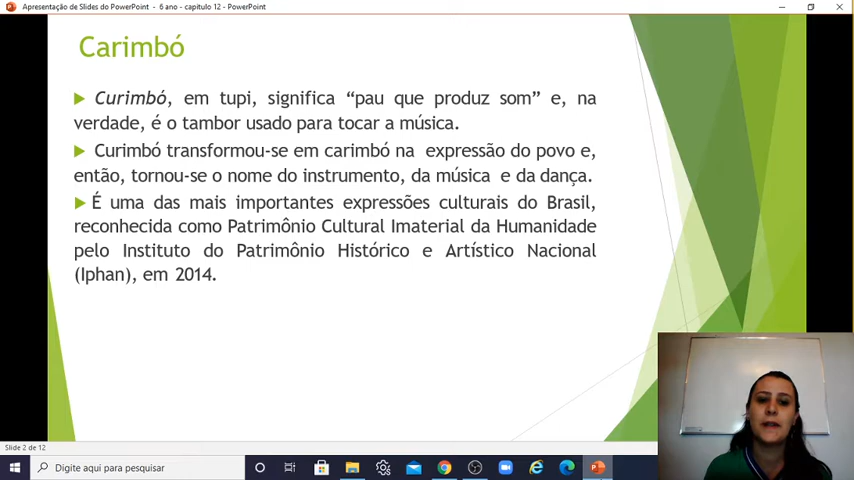 Apresentação de Slides do PowerPoint - 6 ano - capitulo 12 - PowerPoint
Carimbó
Curimbó, em tupi, significa “pau que produz som” e, na
verdade, é o tambor usado para tocar a música.
Curimbó transformou-se em carimbó na expressão do povo e,
então, tornou-se o nome do instrumento, da música e da dança.
É uma das mais importantes expressões culturais do Brasil,
reconhecida como Patrimônio Cultural Imaterial da Humanidade
pelo Instituto do Patrimônio Histórico e Artístico Nacional
(Iphan), em 2014.
Slide 2 de 12
Digite aqui para pesquisar